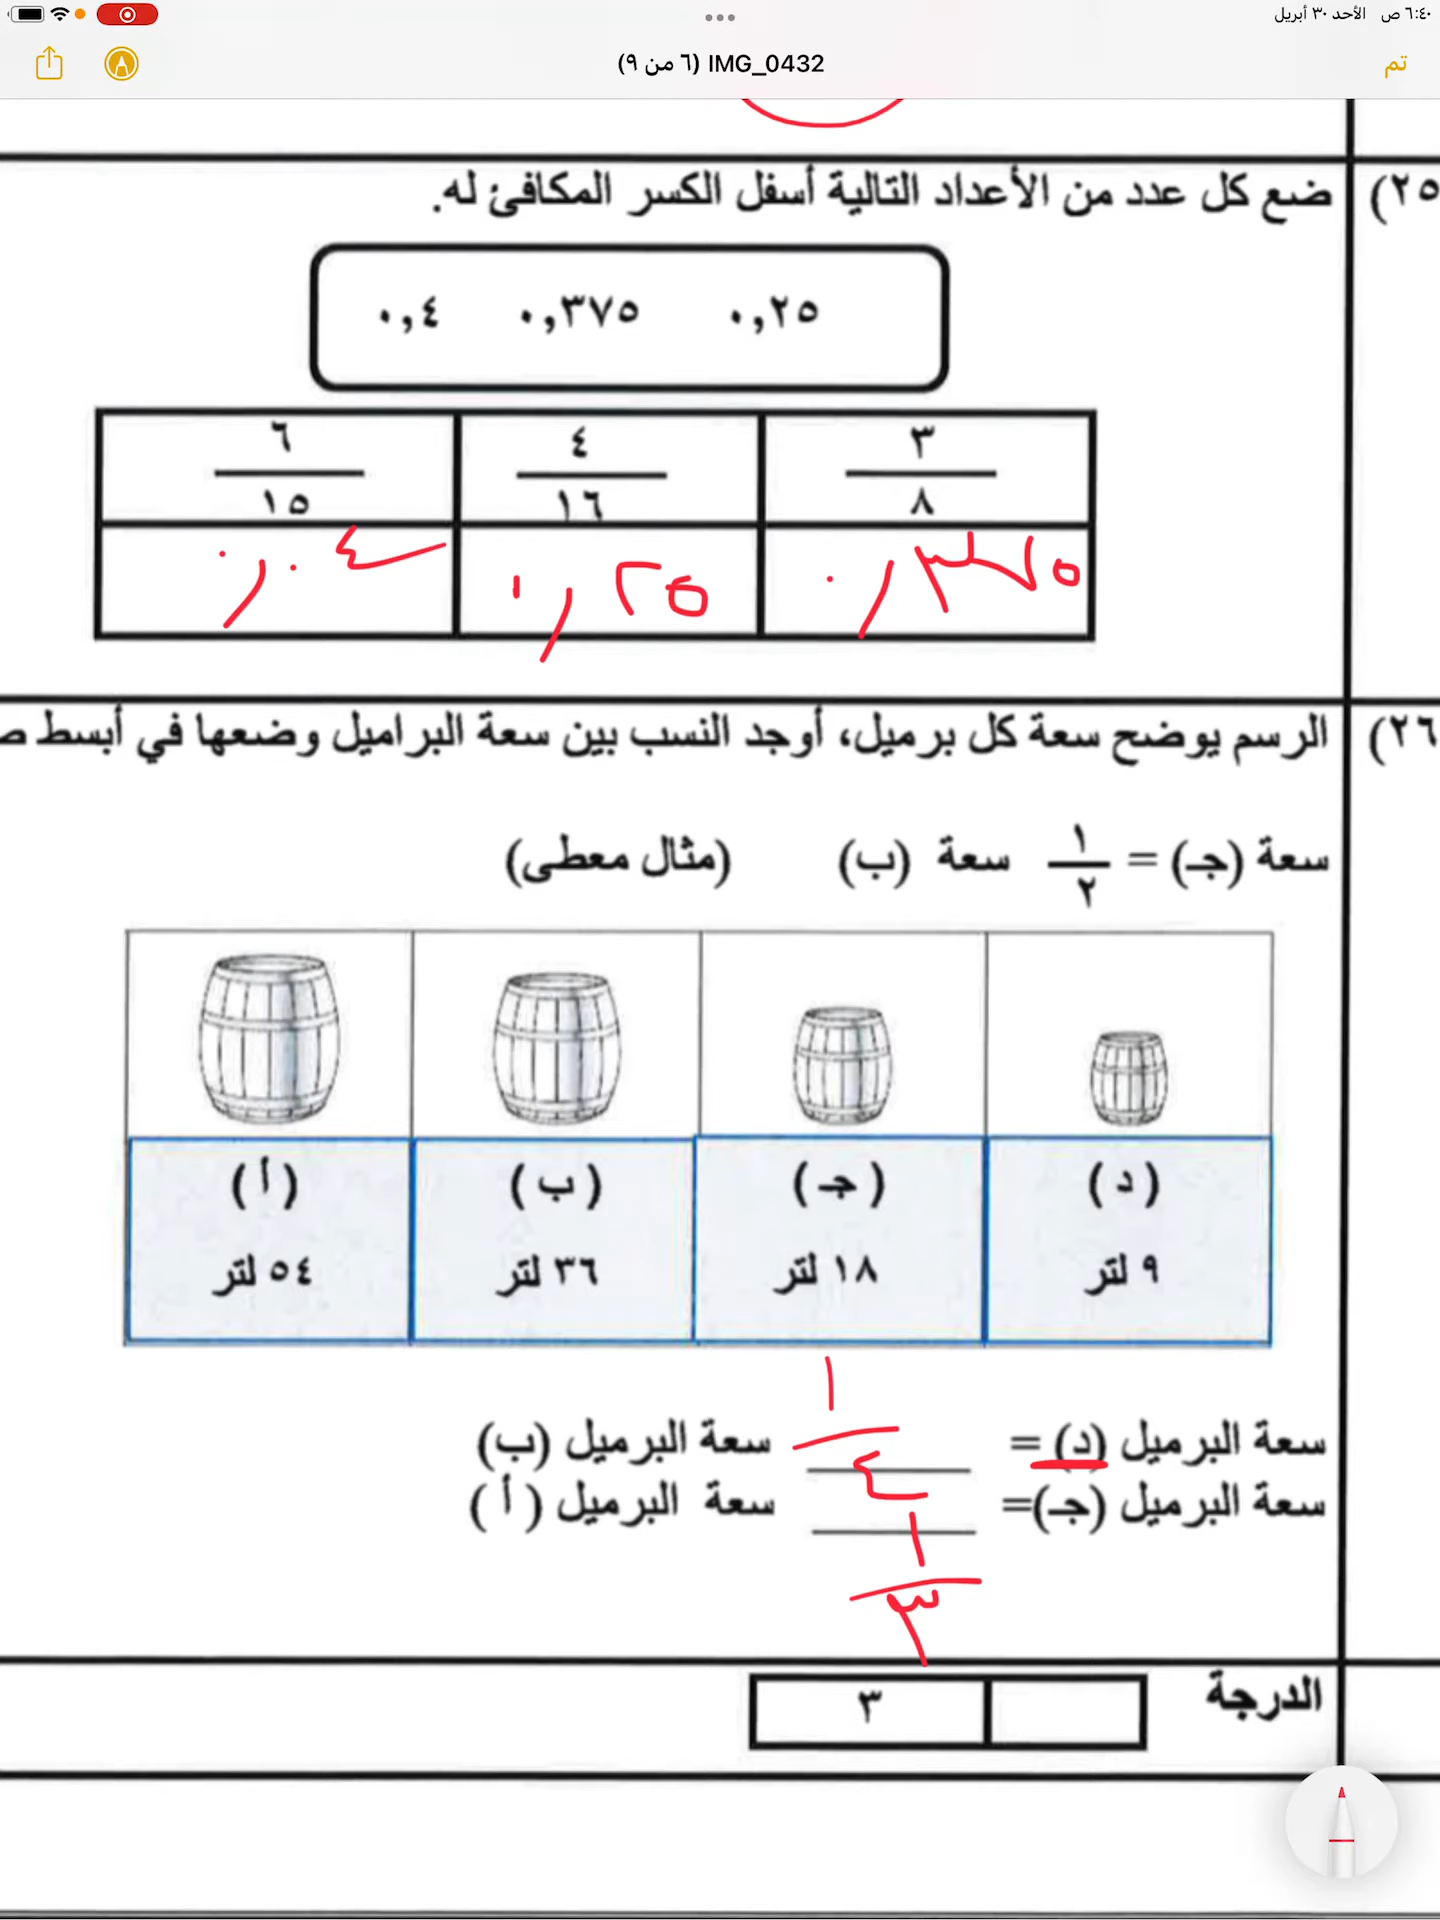 ٦:٤٠ ص الأحد ٣٠ أبريل
تم
IMG_0432 (٦ من ٩)
٢٥) ضع كل عدد من الأعداد التالية أسفل الكسر المكافئ له.
٠,٢٥ ٠,٣٧٥ ٠,٤
٣/٨ ٤/١٦ ٦/١٥
٠,٣٧٥ ٠,٢٥ ٠,٤
٢٦) الرسم يوضح سعة كل برميل، أوجد النسب بين سعة البراميل وضعها في أبسط
سعة (جـ) = ١/٢ سعة (ب) (مثال معطى)
(د) (جـ) (ب) (أ)
٩ لتر ١٨ لتر ٣٦ لتر ٥٤ لتر
سعة البرميل (د) = ١/٤ سعة البرميل (ب)
سعة البرميل (جـ)= ١/٣ سعة البرميل (أ)
الدرجة ٣